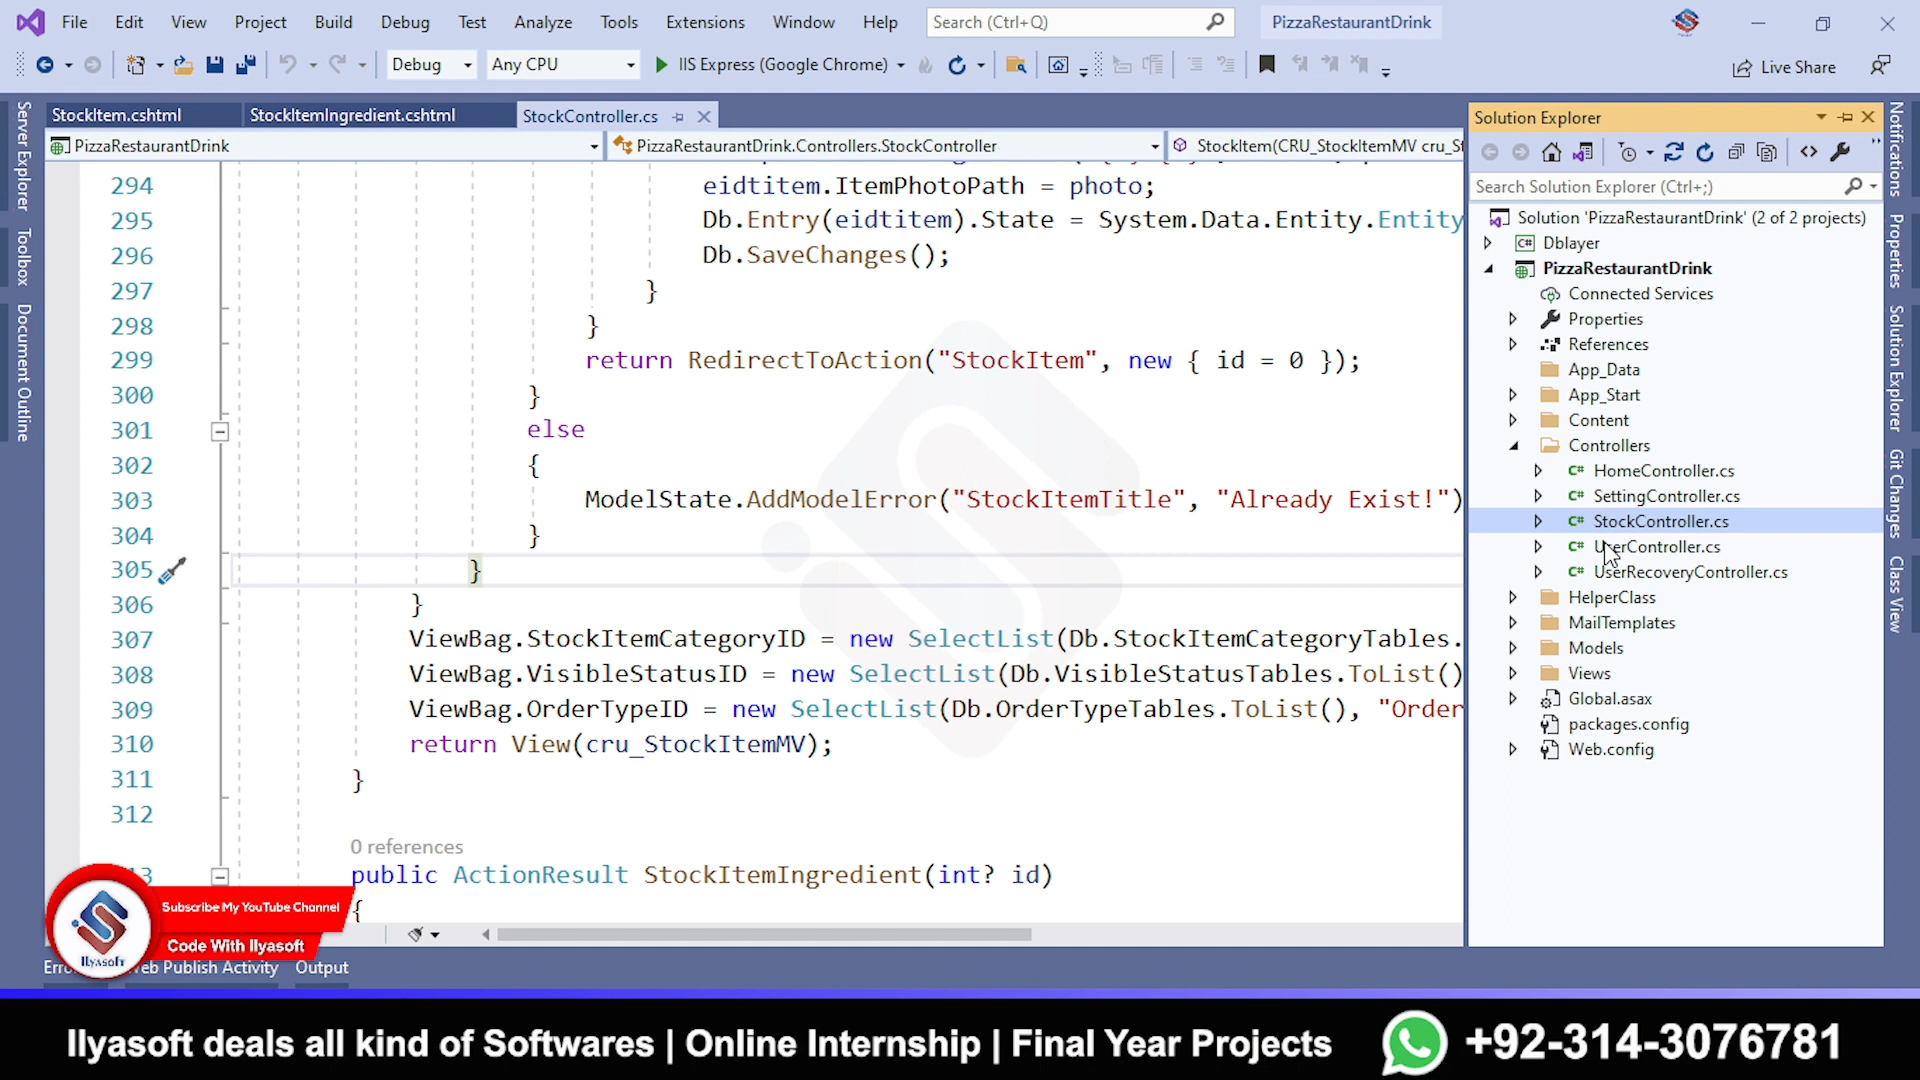 File Edit View Project Build Debug Test Analyze Tools Extensions Window Help Search (Ctrl+Q) PizzaRestaurantDrink
Debug Any CPU IIS Express (Google Chrome) Live Share
StockItem.cshtml StockItemIngredient.cshtml StockController.cs
PizzaRestaurantDrink PizzaRestaurantDrink.Controllers.StockController StockItem(CRU_StockItemMV cru_St
294 eidtitem.ItemPhotoPath = photo;
295 Db.Entry(eidtitem).State = System.Data.Entity.Entity
296 Db.SaveChanges();
297 }
298 }
299 return RedirectToAction("StockItem", new { id = 0 });
300 }
301 else
302 {
303 ModelState.AddModelError("StockItemTitle", "Already Exist!")
304 }
305 }
306 }
307 ViewBag.StockItemCategoryID = new SelectList(Db.StockItemCategoryTables.
308 ViewBag.VisibleStatusID = new SelectList(Db.VisibleStatusTables.ToList()
309 ViewBag.OrderTypeID = new SelectList(Db.OrderTypeTables.ToList(), "Order
310 return View(cru_StockItemMV);
311 }
312
0 references
13 public ActionResult StockItemIngredient(int? id)
{
Server Explorer
Toolbox
Document Outline
Solution Explorer
Search Solution Explorer (Ctrl+;)
Solution 'PizzaRestaurantDrink' (2 of 2 projects)
Dblayer
PizzaRestaurantDrink
Connected Services
Properties
References
App_Data
App_Start
Content
Controllers
HomeController.cs
SettingController.cs
StockController.cs
UserController.cs
UserRecoveryController.cs
HelperClass
MailTemplates
Models
Views
Global.asax
packages.config
Web.config
Notifications
Properties
Solution Explorer
Git Changes
Class View
Subscribe My YouTube Channel
Code With Ilyasoft
Ilyasoft
Erro eb Publish Activity Output
Ilyasoft deals all kind of Softwares | Online Internship | Final Year Projects +92-314-3076781